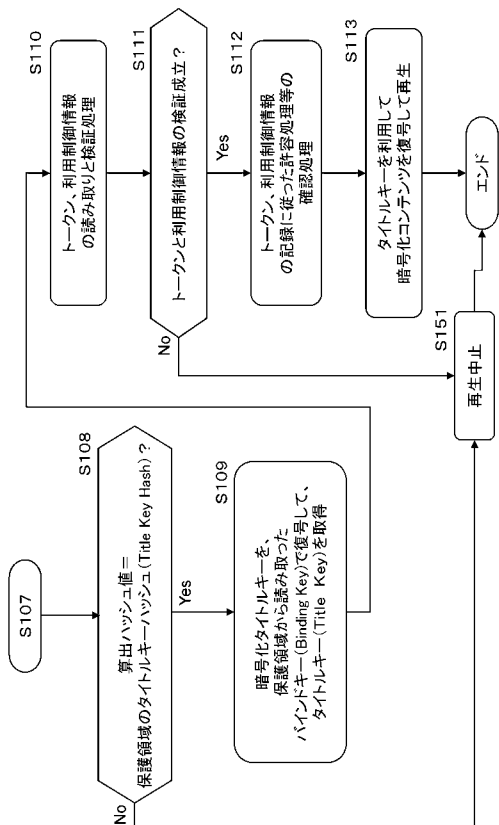 S107
S108
算出ハッシュ値=
保護領域のタイトルキーハッシュ(Title Key Hash)?
No
Yes
S109
暗号化タイトルキーを、
保護領域から読み取った
バインドキー(Binding Key)で復号して、
タイトルキー(Title Key)を取得
S110
トークン、利用制御情報
の読み取りと検証処理
S111
トークンと利用制御情報の検証成立?
No
Yes
S112
トークン、利用制御情報
の記録に従った許容処理等の
確認処理
S113
タイトルキーを利用して
暗号化コンテンツを復号して再生
S151
再生中止
エンド